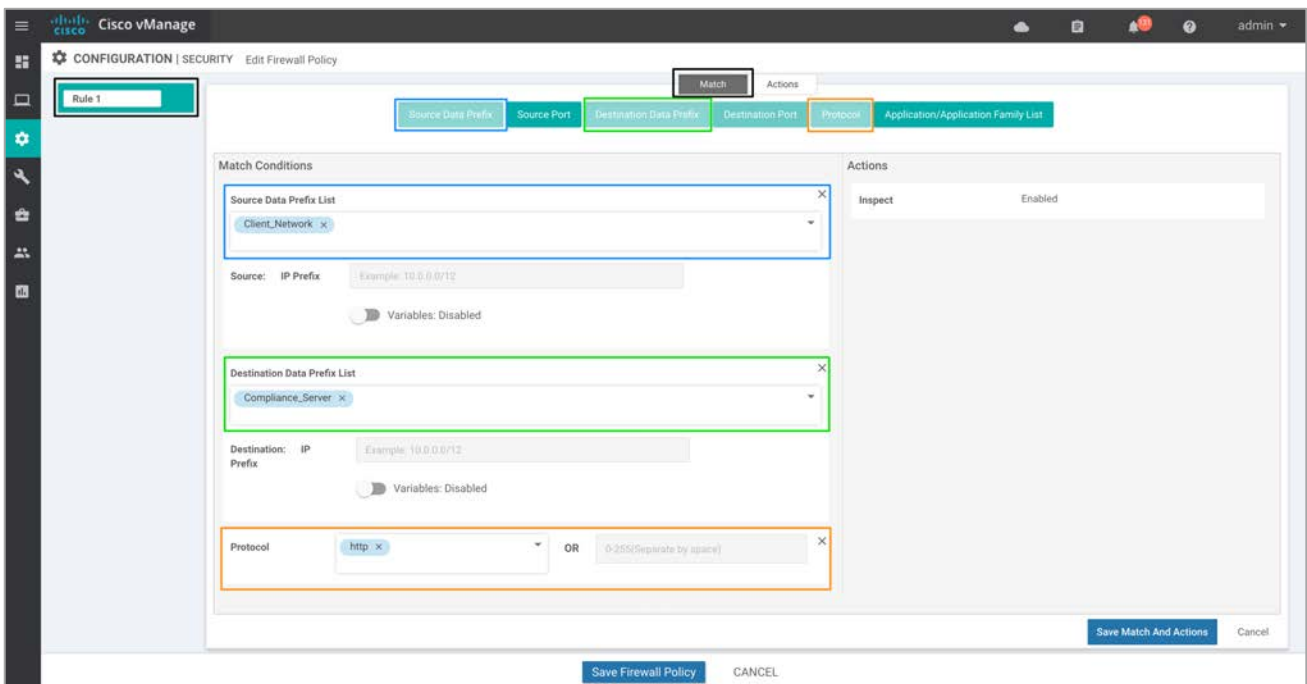 cisco Cisco vManage
131
admin
CONFIGURATION | SECURITY Edit Firewall Policy
Rule 1
Match Actions
Source Data Prefix Source Port Destination Data Prefix Destination Port Protocol Application/Application Family List
Match Conditions
Actions
Source Data Prefix List
Inspect Enabled
Client_Network ×
Source: IP Prefix Example: 10.0.0.0/12
Variables: Disabled
Destination Data Prefix List
Compliance_Server ×
Destination: IP Prefix Example: 10.0.0.0/12
Variables: Disabled
Protocol http × OR 0-255(Separate by space)
Save Match And Actions Cancel
Save Firewall Policy CANCEL